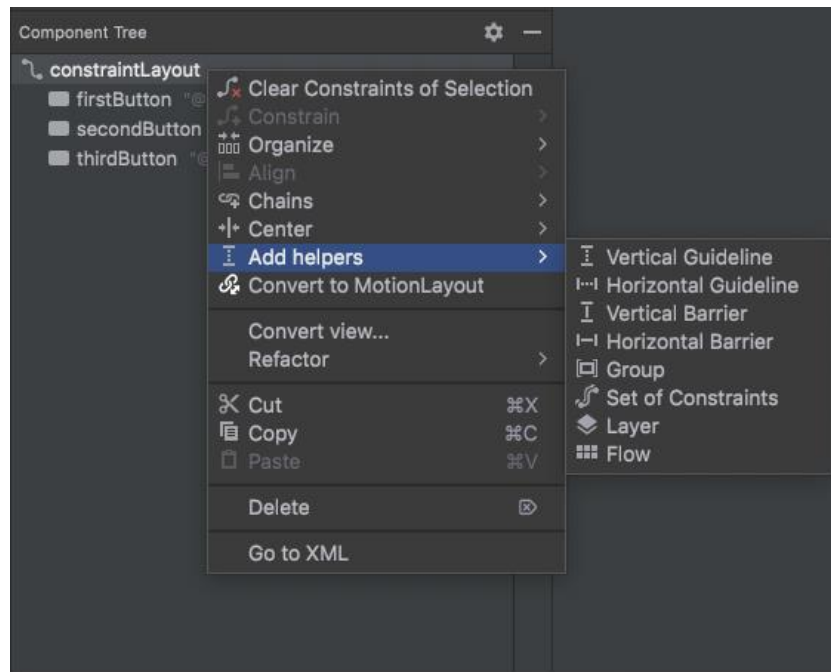 Component Tree
constraintLayout
firstButton "@
secondButton
thirdButton "@
Clear Constraints of Selection
Constrain
Organize
Align
Chains
Center
Add helpers
Convert to MotionLayout
Convert view...
Refactor
Cut ⌘X
Copy ⌘C
Paste ⌘V
Delete
Go to XML
Vertical Guideline
Horizontal Guideline
Vertical Barrier
Horizontal Barrier
Group
Set of Constraints
Layer
Flow